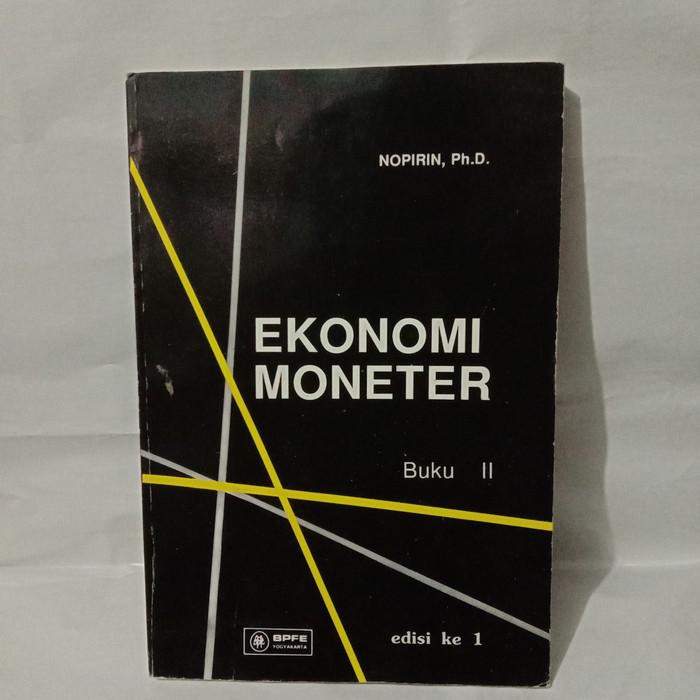 NOPIRIN, Ph.D.
EKONOMI
MONETER
Buku II
BPFE
YOGYAKARTA
edisi ke 1